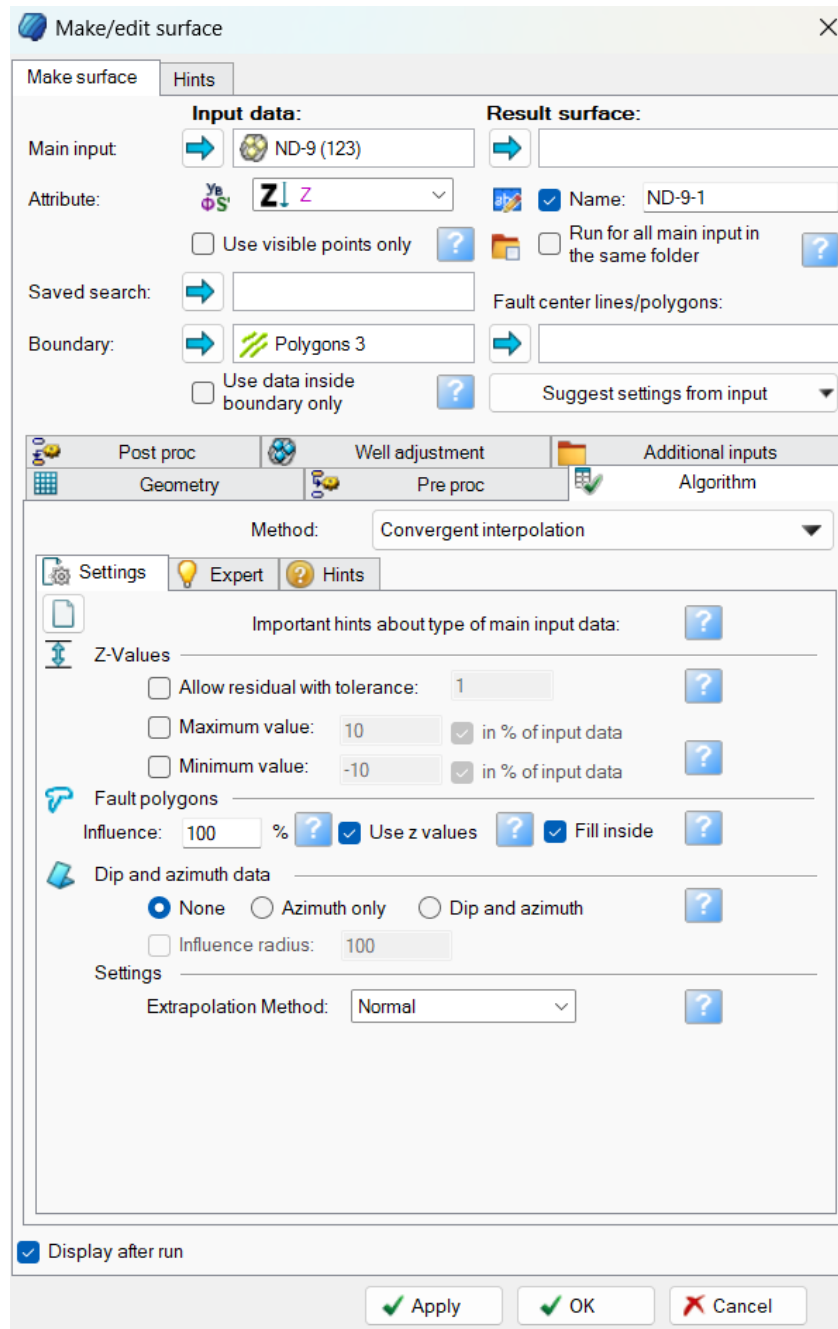 Make/edit surface
Make surface
Hints
Input data:
Result surface:
Main input:
ND-9 (123)
Attribute:
Z
Name:
ND-9-1
Use visible points only
?
Run for all main input in
the same folder
?
Saved search:
Fault center lines/polygons:
Boundary:
Polygons 3
Use data inside
boundary only
?
Suggest settings from input
Post proc
Well adjustment
Additional inputs
Geometry
Pre proc
Algorithm
Method:
Convergent interpolation
Settings
Expert
Hints
Important hints about type of main input data:
?
Z-Values
Allow residual with tolerance:
1
?
Maximum value:
10
in % of input data
Minimum value:
-10
in % of input data
?
Fault polygons
Influence:
100
%
?
Use z values
?
Fill inside
?
Dip and azimuth data
None
Azimuth only
Dip and azimuth
?
Influence radius:
100
Settings
Extrapolation Method:
Normal
?
Display after run
Apply
OK
Cancel